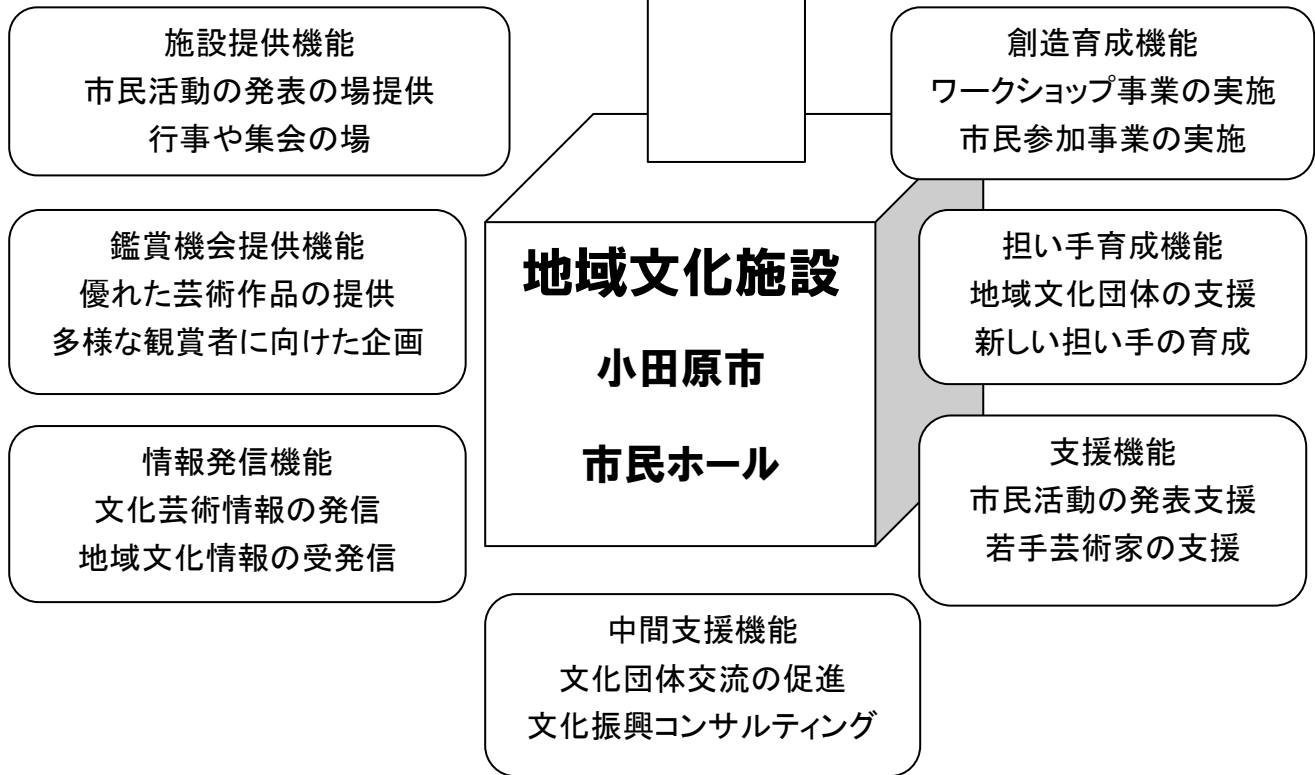 施設提供機能
市民活動の発表の場提供
行事や集会の場
創造育成機能
ワークショップ事業の実施
市民参加事業の実施
鑑賞機会提供機能
優れた芸術作品の提供
多様な観賞者に向けた企画
地域文化施設
小田原市
市民ホール
担い手育成機能
地域文化団体の支援
新しい担い手の育成
情報発信機能
文化芸術情報の発信
地域文化情報の受発信
支援機能
市民活動の発表支援
若手芸術家の支援
中間支援機能
文化団体交流の促進
文化振興コンサルティング